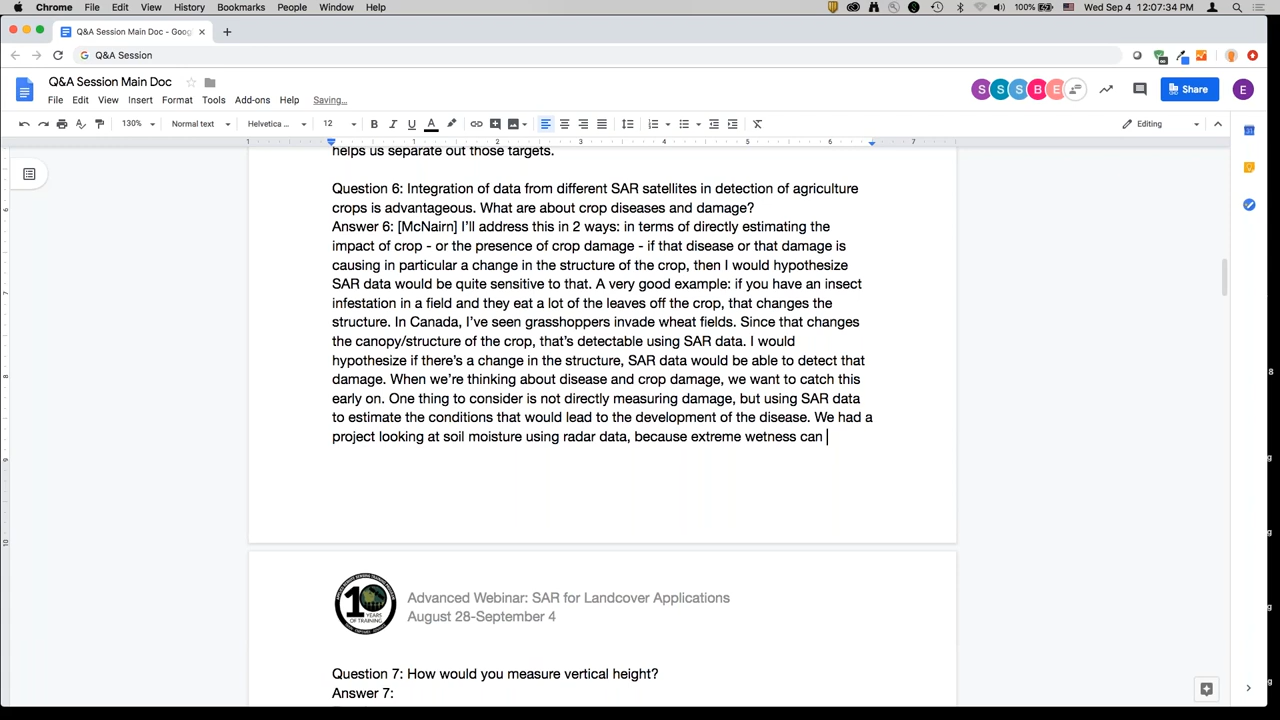 Chrome File Edit View History Bookmarks People Window Help 100% Wed Sep 4 12:07:34 PM
Q&A Session Main Doc - Goog
Q&A Session
Q&A Session Main Doc
File Edit View Insert Format Tools Add-ons Help Saving...
S S S B E Share E
130% Normal text Helvetica ... 12 B I U A Editing
1 1 2 3 4 5 6 7
helps us separate out those targets.
Question 6: Integration of data from different SAR satellites in detection of agriculture
crops is advantageous. What are about crop diseases and damage?
Answer 6: [McNairn] I'll address this in 2 ways: in terms of directly estimating the
impact of crop - or the presence of crop damage - if that disease or that damage is
causing in particular a change in the structure of the crop, then I would hypothesize
SAR data would be quite sensitive to that. A very good example: if you have an insect
infestation in a field and they eat a lot of the leaves off the crop, that changes the
structure. In Canada, I've seen grasshoppers invade wheat fields. Since that changes
the canopy/structure of the crop, that's detectable using SAR data. I would
hypothesize if there's a change in the structure, SAR data would be able to detect that
damage. When we're thinking about disease and crop damage, we want to catch this
early on. One thing to consider is not directly measuring damage, but using SAR data
to estimate the conditions that would lead to the development of the disease. We had a
project looking at soil moisture using radar data, because extreme wetness can
10 YEARS OF TRAINING
Advanced Webinar: SAR for Landcover Applications
August 28-September 4
Question 7: How would you measure vertical height?
Answer 7: